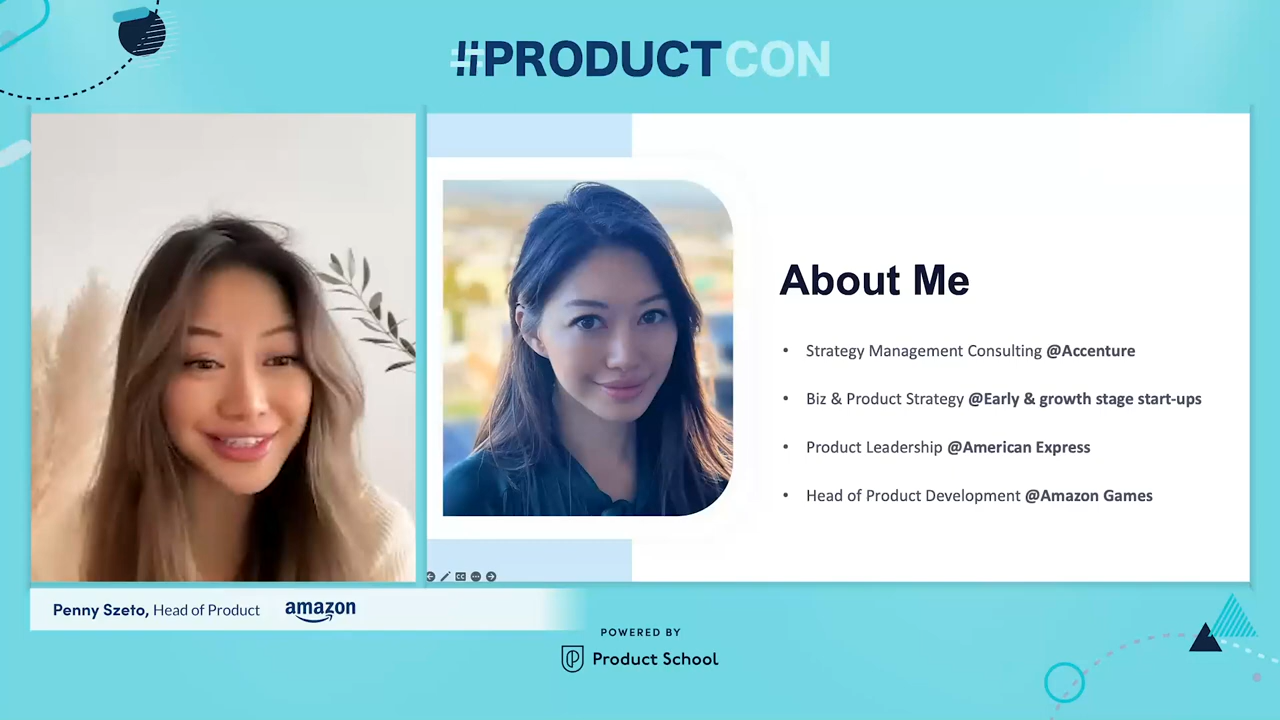 #PRODUCTCON
About Me
• Strategy Management Consulting @Accenture
• Biz & Product Strategy @Early & growth stage start-ups
• Product Leadership @American Express
• Head of Product Development @Amazon Games
Penny Szeto, Head of Product amazon
POWERED BY
Product School